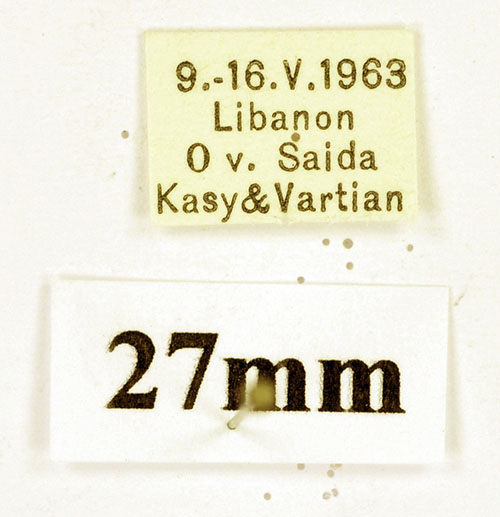 9.-16.V.1963
Libanon
O v. Saida
Kasy&Vartian
27mm